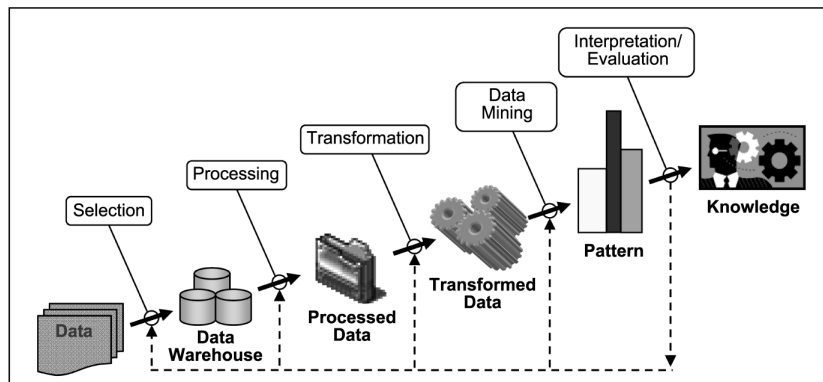 Interpretation/
Evaluation
Data
Mining
Transformation
Processing
Selection
Knowledge
Pattern
Transformed
Data
Processed
Data
Data
Warehouse
Data